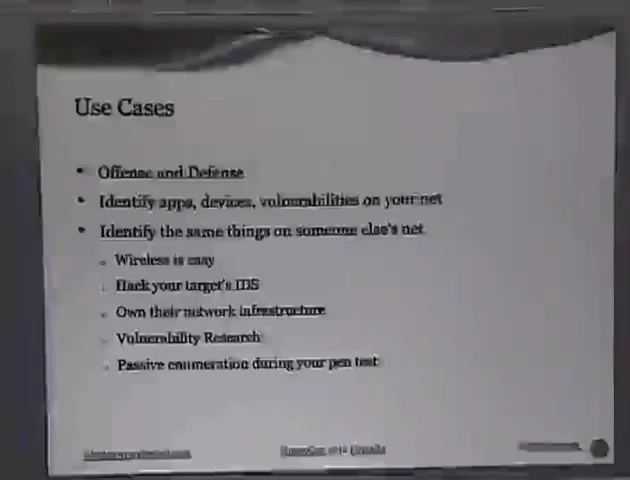 Use Cases
Offense and Defense
Identify apps, devices, vulnerabilities on your net
Identify the same things on someone else's net
Wireless is easy
Hack your target's IDS
Own their network infrastructure
Vulnerability Research
Passive enumeration during your pen test